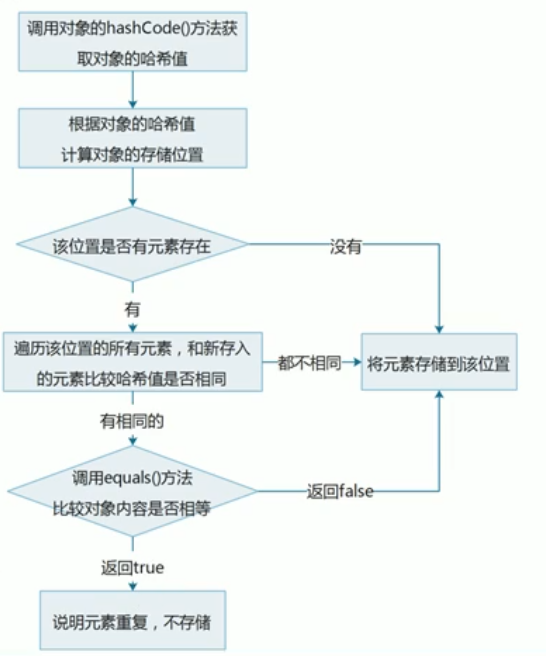 调用对象的hashCode()方法获
取对象的哈希值
根据对象的哈希值
计算对象的存储位置
该位置是否有元素存在
没有
有
遍历该位置的所有元素，和新存入
的元素比较哈希值是否相同
都不相同
将元素存储到该位置
有相同的
调用equals()方法
比较对象内容是否相等
返回false
返回true
说明元素重复，不存储